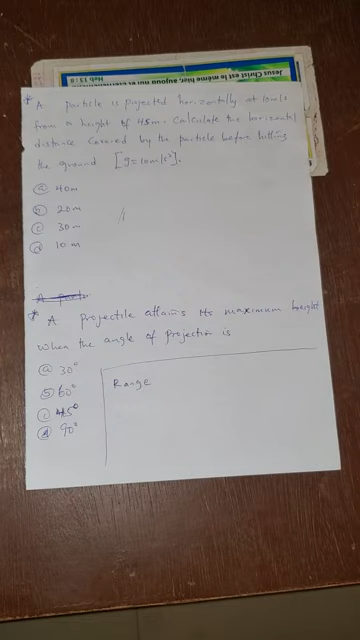 Jesus Christ est le même hier, aujourd'hui et éternellement
Heb 13:8
* A particle is projected horizontally at 10m/s
from a height of 45m. Calculate the horizontal
distance covered by the particle before hitting
the ground [g=10m/s²].
(a) 40m
(b) 20m
(c) 30m
(d) 10m
* A projectile attains its maximum height
when the angle of projection is
(a) 30°
(b) 60°
(c) 45°
(d) 90°
Range